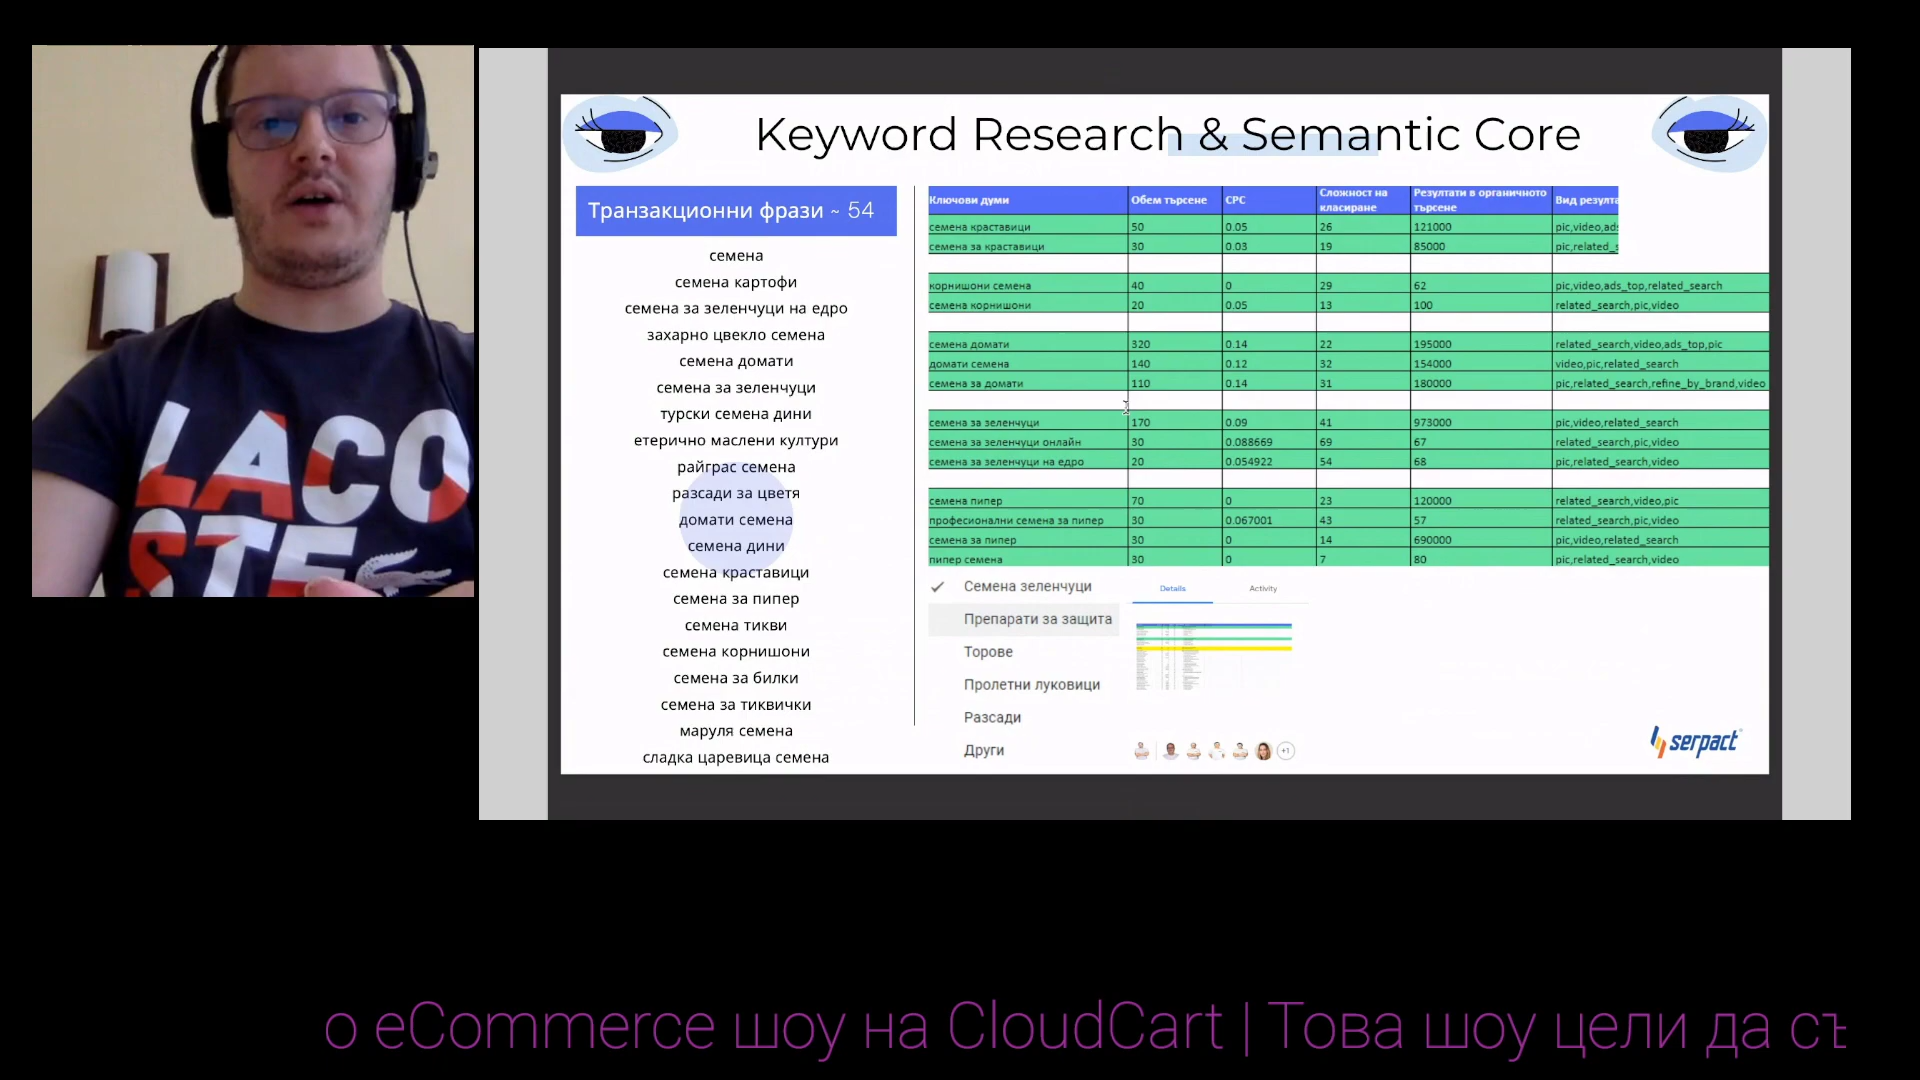 LACO
STE
Keyword Research & Semantic Core
Транзакционни фрази ~ 54
семена
семена картофи
семена за зеленчуци на едро
захарно цвекло семена
семена домати
семена за зеленчуци
турски семена дини
етерично маслени култури
райграс семена
разсади за цветя
домати семена
семена дини
семена краставици
семена за пипер
семена тикви
семена корнишони
семена за билки
семена за тиквички
маруля семена
сладка царевица семена
Ключови думи Обем търсене CPC Сложност на класиране Резултати в органичното търсене Вид резулта
семена краставици 50 0.05 26 121000 pic,video,ads
семена за краставици 30 0.03 19 85000 pic,related_s
корнишони семена 40 0 29 62 pic,video,ads_top,related_search
семена корнишони 20 0.05 13 100 related_search,pic,video
семена домати 320 0.14 22 195000 related_search,video,ads_top,pic
домати семена 140 0.12 32 154000 video,pic,related_search
семена за домати 110 0.14 31 180000 pic,related_search,refine_by_brand,video
семена за зеленчуци 170 0.09 41 973000 pic,video,related_search
семена за зеленчуци онлайн 30 0.088669 69 67 related_search,pic,video
семена за зеленчуци на едро 20 0.054922 54 68 pic,related_search,video
семена пипер 70 0 23 120000 related_search,video,pic
професионални семена за пипер 30 0.067001 43 57 related_search,pic,video
семена за пипер 30 0 14 690000 pic,video,related_search
пипер семена 30 0 7 80 pic,related_search,video
Семена зеленчуци
Препарати за защита
Торове
Пролетни луковици
Разсади
Други
Details Activity
+1
serpact
о eCommerce шоу на CloudCart | Това шоу цели да съ